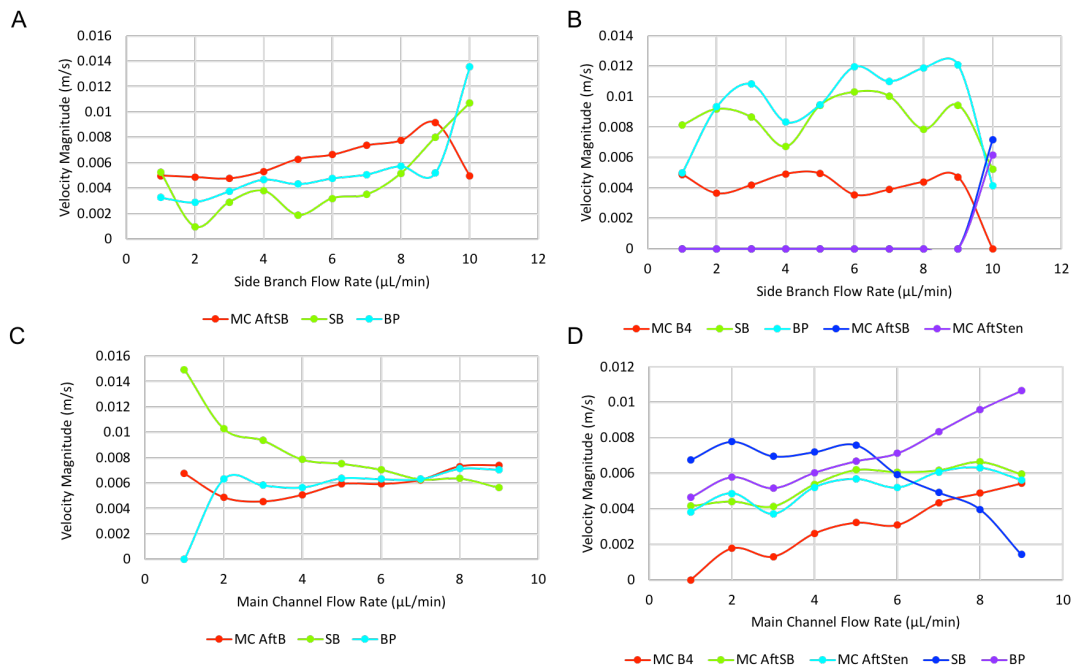 A
0.016
0.014
0.012
0.01
0.008
0.006
0.004
0.002
0
Velocity Magnitude (m/s)
0 2 4 6 8 10 12
Side Branch Flow Rate (µL/min)
MC AftSB SB BP
B
0.014
0.012
0.01
0.008
0.006
0.004
0.002
0
Velocity Magnitude (m/s)
0 2 4 6 8 10 12
Side Branch Flow Rate (µL/min)
MC B4 SB BP MC AftSB MC AftSten
C
0.016
0.014
0.012
0.01
0.008
0.006
0.004
0.002
0
Velocity Magnitude (m/s)
0 2 4 6 8 10
Main Channel Flow Rate (µL/min)
MC AftB SB BP
D
0.012
0.01
0.008
0.006
0.004
0.002
0
Velocity Magnitude (m/s)
0 2 4 6 8 10
Main Channel Flow Rate (µL/min)
MC B4 MC AftSB MC AftSten SB BP